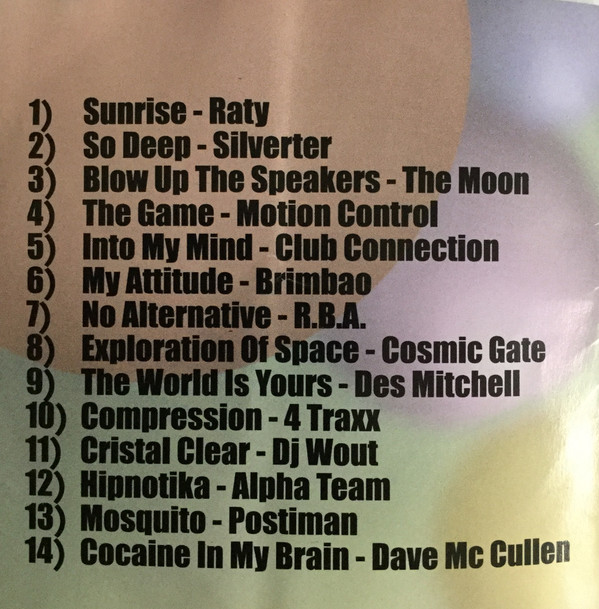 1) Sunrise - Raty
2) So Deep - Silverter
3) Blow Up The Speakers - The Moon
4) The Game - Motion Control
5) Into My Mind - Club Connection
6) My Attitude - Brimbao
7) No Alternative - R.B.A.
8) Exploration Of Space - Cosmic Gate
9) The World Is Yours - Des Mitchell
10) Compression - 4 Traxx
11) Cristal Clear - Dj Wout
12) Hipnotika - Alpha Team
13) Mosquito - Postiman
14) Cocaine In My Brain - Dave Mc Cullen